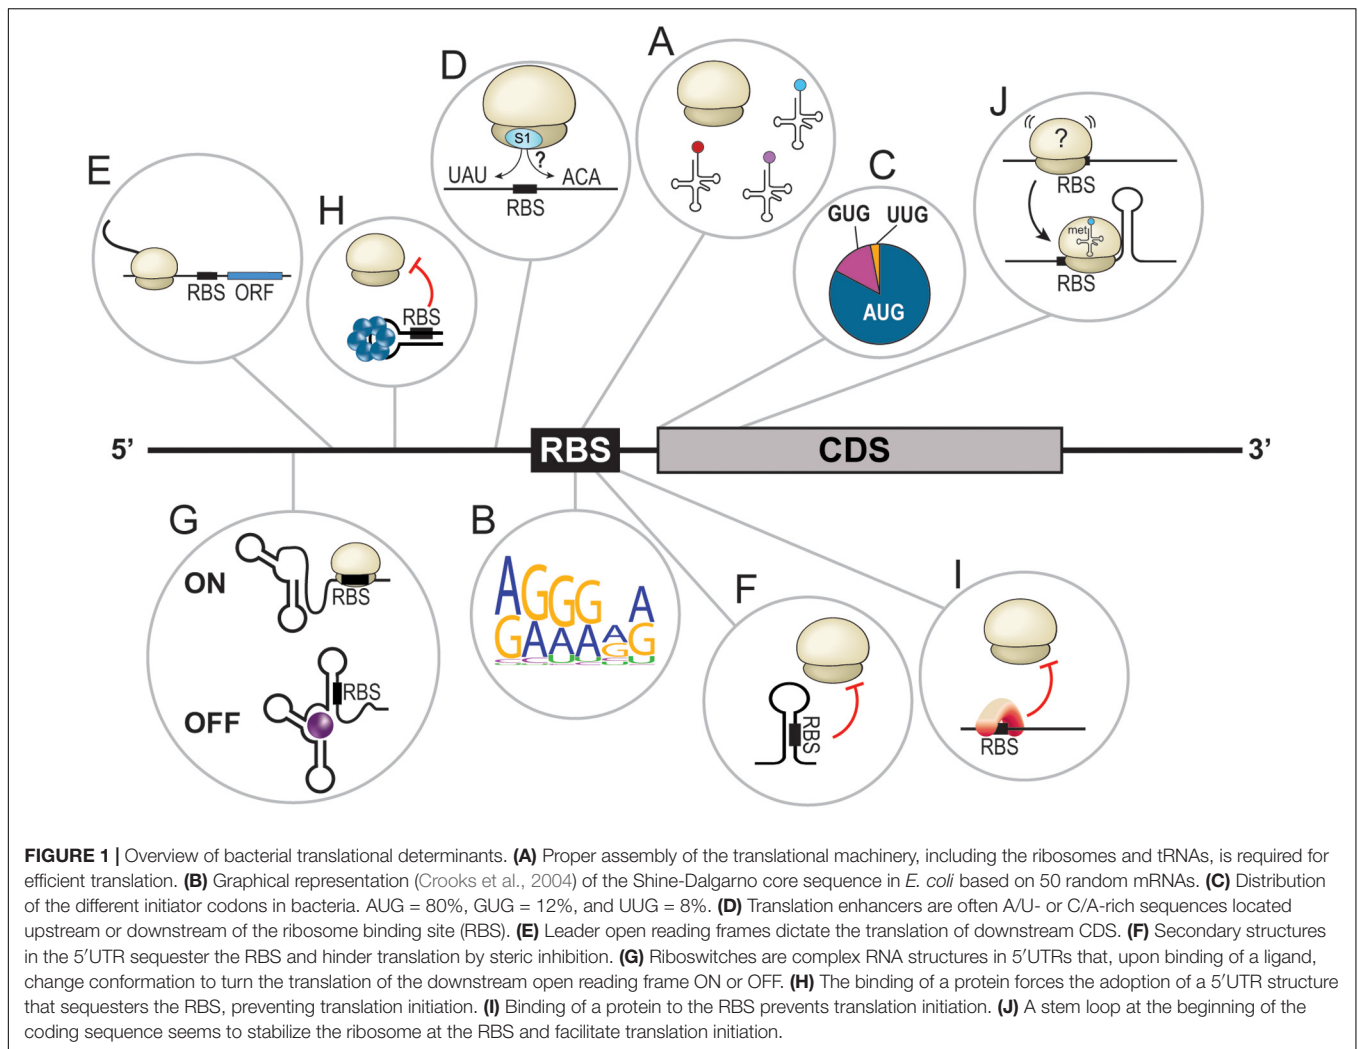 A
D
S1
?
UAU
ACA
RBS
J
?
RBS
met
RBS
E
RBS ORF
H
RBS
C
GUG
UUG
AUG
5’
RBS
CDS
3’
G
ON
RBS
RBS
OFF
B
AGGG A
GAAAAG
G
CCUUCU
F
RBS
I
RBS
FIGURE 1 | Overview of bacterial translational determinants. (A) Proper assembly of the translational machinery, including the ribosomes and tRNAs, is required for
efficient translation. (B) Graphical representation (Crooks et al., 2004) of the Shine-Dalgarno core sequence in E. coli based on 50 random mRNAs. (C) Distribution
of the different initiator codons in bacteria. AUG = 80%, GUG = 12%, and UUG = 8%. (D) Translation enhancers are often A/U- or C/A-rich sequences located
upstream or downstream of the ribosome binding site (RBS). (E) Leader open reading frames dictate the translation of downstream CDS. (F) Secondary structures
in the 5′UTR sequester the RBS and hinder translation by steric inhibition. (G) Riboswitches are complex RNA structures in 5′UTRs that, upon binding of a ligand,
change conformation to turn the translation of the downstream open reading frame ON or OFF. (H) The binding of a protein forces the adoption of a 5′UTR structure
that sequesters the RBS, preventing translation initiation. (I) Binding of a protein to the RBS prevents translation initiation. (J) A stem loop at the beginning of the
coding sequence seems to stabilize the ribosome at the RBS and facilitate translation initiation.